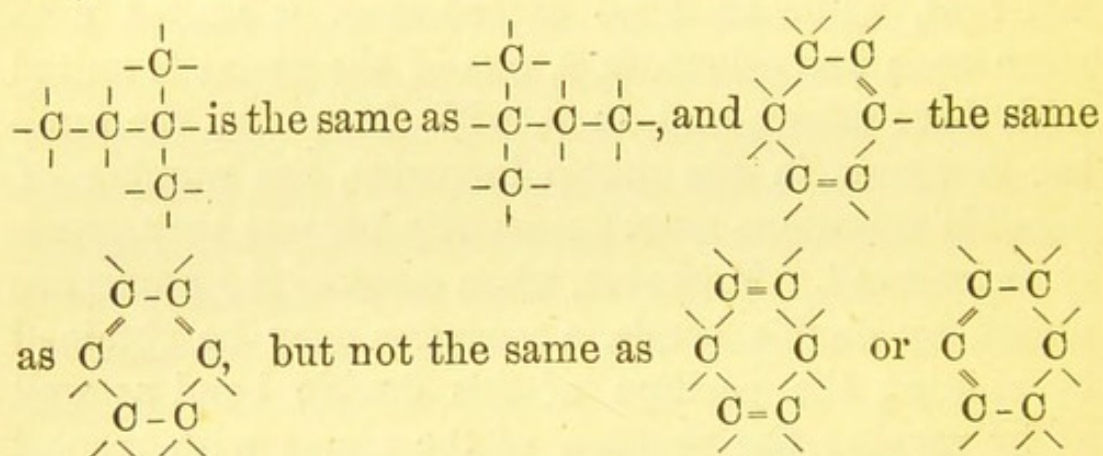 -C-
-C-C-C- is the same as -C-C-C-, and C C- the same
-C-
-C-
-C-
C-C
C=C
C-C
as C C, but not the same as C C or C C
C-C
C=C
C=C
C-C
C-C